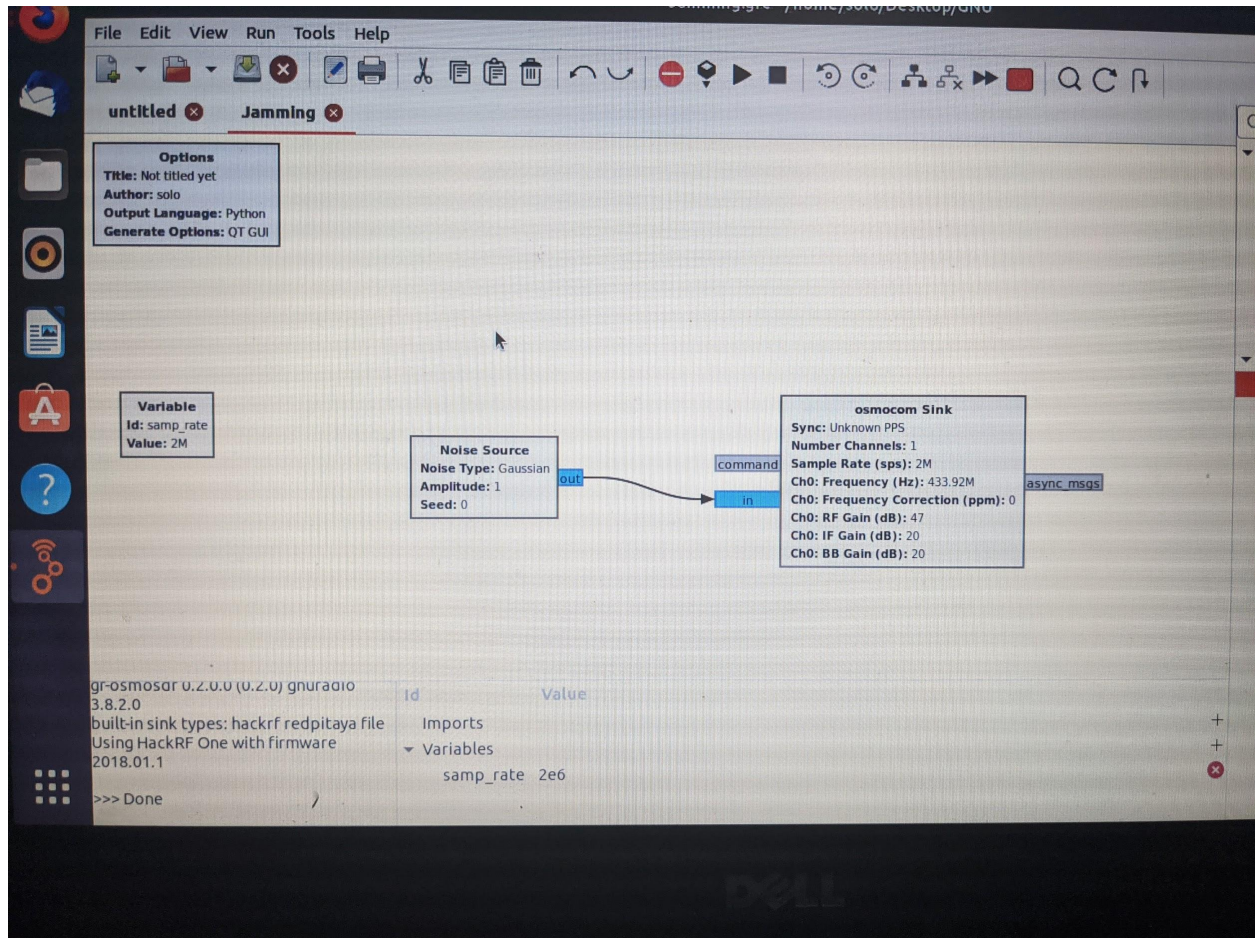 File Edit View Run Tools Help
untitled Jamming
Options
Title: Not titled yet
Author: solo
Output Language: Python
Generate Options: QT GUI
Variable
Id: samp_rate
Value: 2M
Noise Source
Noise Type: Gaussian
Amplitude: 1
Seed: 0
out
command
in
osmocom Sink
Sync: Unknown PPS
Number Channels: 1
Sample Rate (sps): 2M
Ch0: Frequency (Hz): 433.92M
Ch0: Frequency Correction (ppm): 0
Ch0: RF Gain (dB): 47
Ch0: IF Gain (dB): 20
Ch0: BB Gain (dB): 20
async_msgs
gr-osmosdr 0.2.0.0 (0.2.0) gnuradio
3.8.2.0
built-in sink types: hackrf redpitaya file
Using HackRF One with firmware
2018.01.1
>>> Done
Id Value
Imports
Variables
samp_rate 2e6
DELL